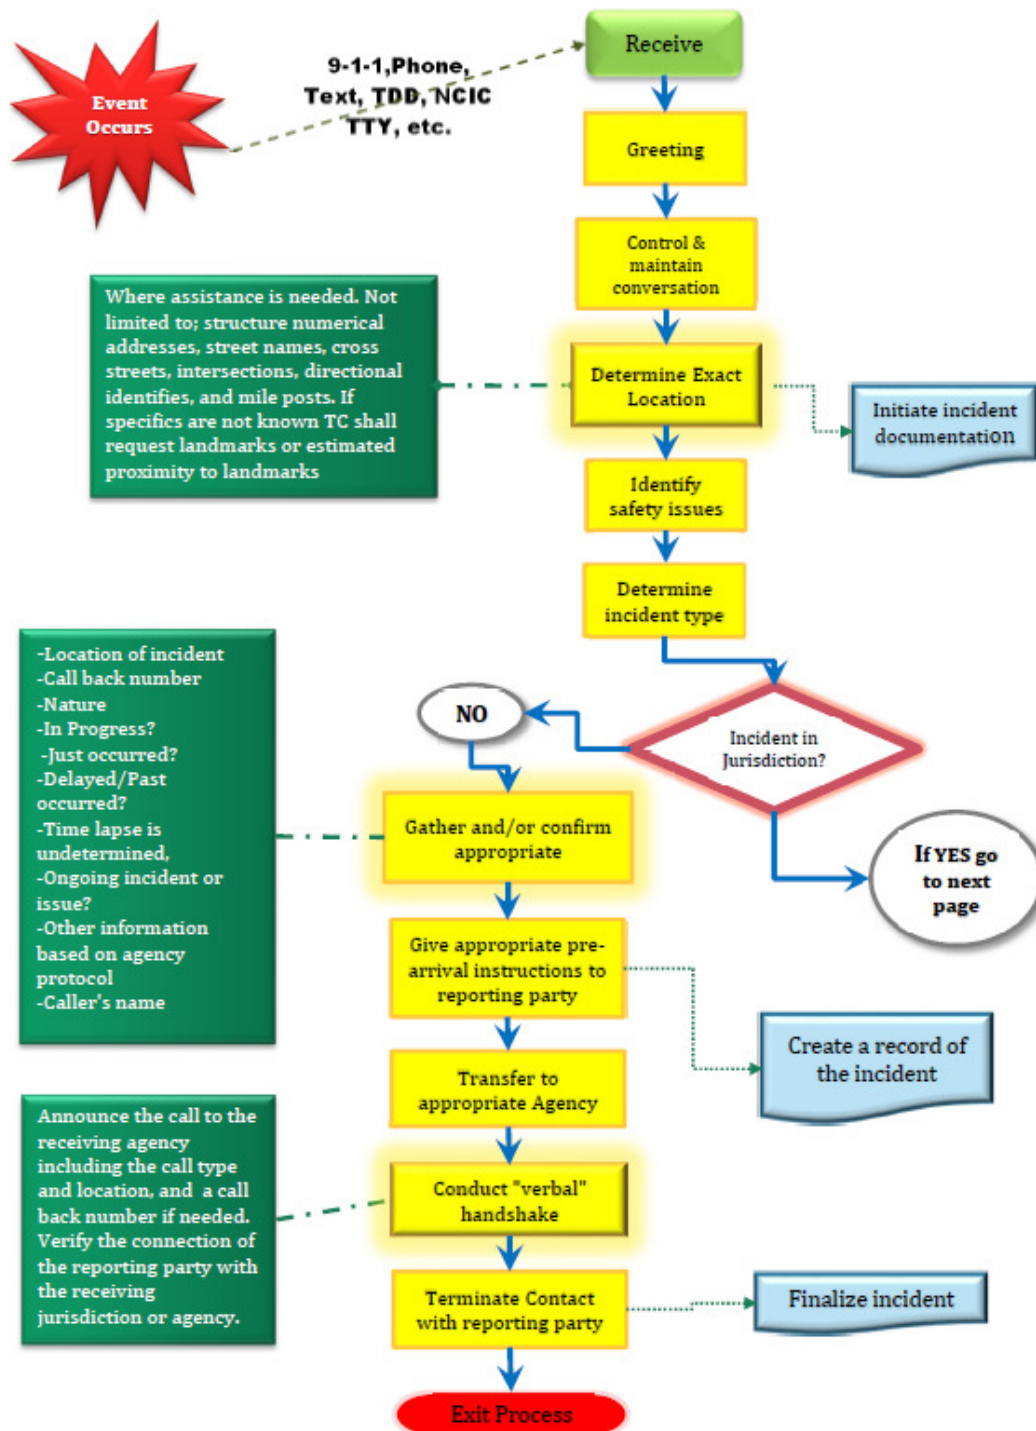 Receive
Event
Occurs
9-1-1,Phone,
Text, TDD, NCIC
TTY, etc.
Greeting
Control &
maintain
conversation
Where assistance is needed. Not
limited to; structure numerical
addresses, street names, cross
streets, intersections, directional
identifies, and mile posts. If
specifics are not known TC shall
request landmarks or estimated
proximity to landmarks
Determine Exact
Location
Initiate incident
documentation
Identify
safety issues
Determine
incident type
Incident in
Jurisdiction?
NO
If YES go
to next
page
-Location of incident
-Call back number
-Nature
-In Progress?
-Just occurred?
-Delayed/Past
occurred?
-Time lapse is
undetermined,
-Ongoing incident or
issue?
-Other information
based on agency
protocol
-Caller's name
Gather and/or confirm
appropriate
Give appropriate pre-
arrival instructions to
reporting party
Create a record of
the incident
Transfer to
appropriate Agency
Announce the call to the
receiving agency
including the call type
and location, and a call
back number if needed.
Verify the connection of
the reporting party with
the receiving
jurisdiction or agency.
Conduct "verbal"
handshake
Terminate Contact
with reporting party
Finalize incident
Exit Process